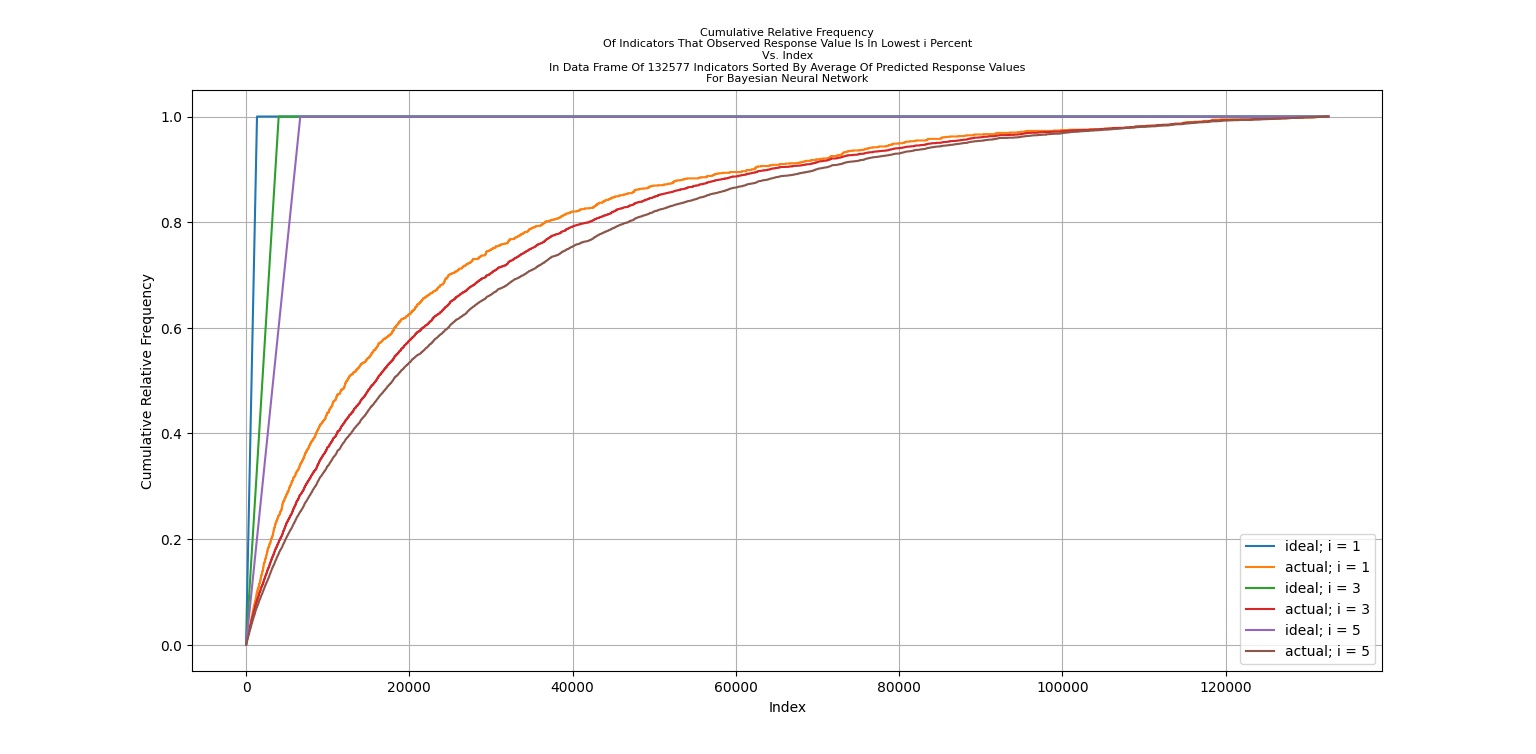 Cumulative Relative Frequency
Of Indicators That Observed Response Value Is In Lowest i Percent
Vs. Index
In Data Frame Of 132577 Indicators Sorted By Average Of Predicted Response Values
For Bayesian Neural Network
Cumulative Relative Frequency
1.0
0.8
0.6
0.4
0.2
0.0
ideal; i = 1
actual; i = 1
ideal; i = 3
actual; i = 3
ideal; i = 5
actual; i = 5
0 20000 40000 60000 80000 100000 120000
Index